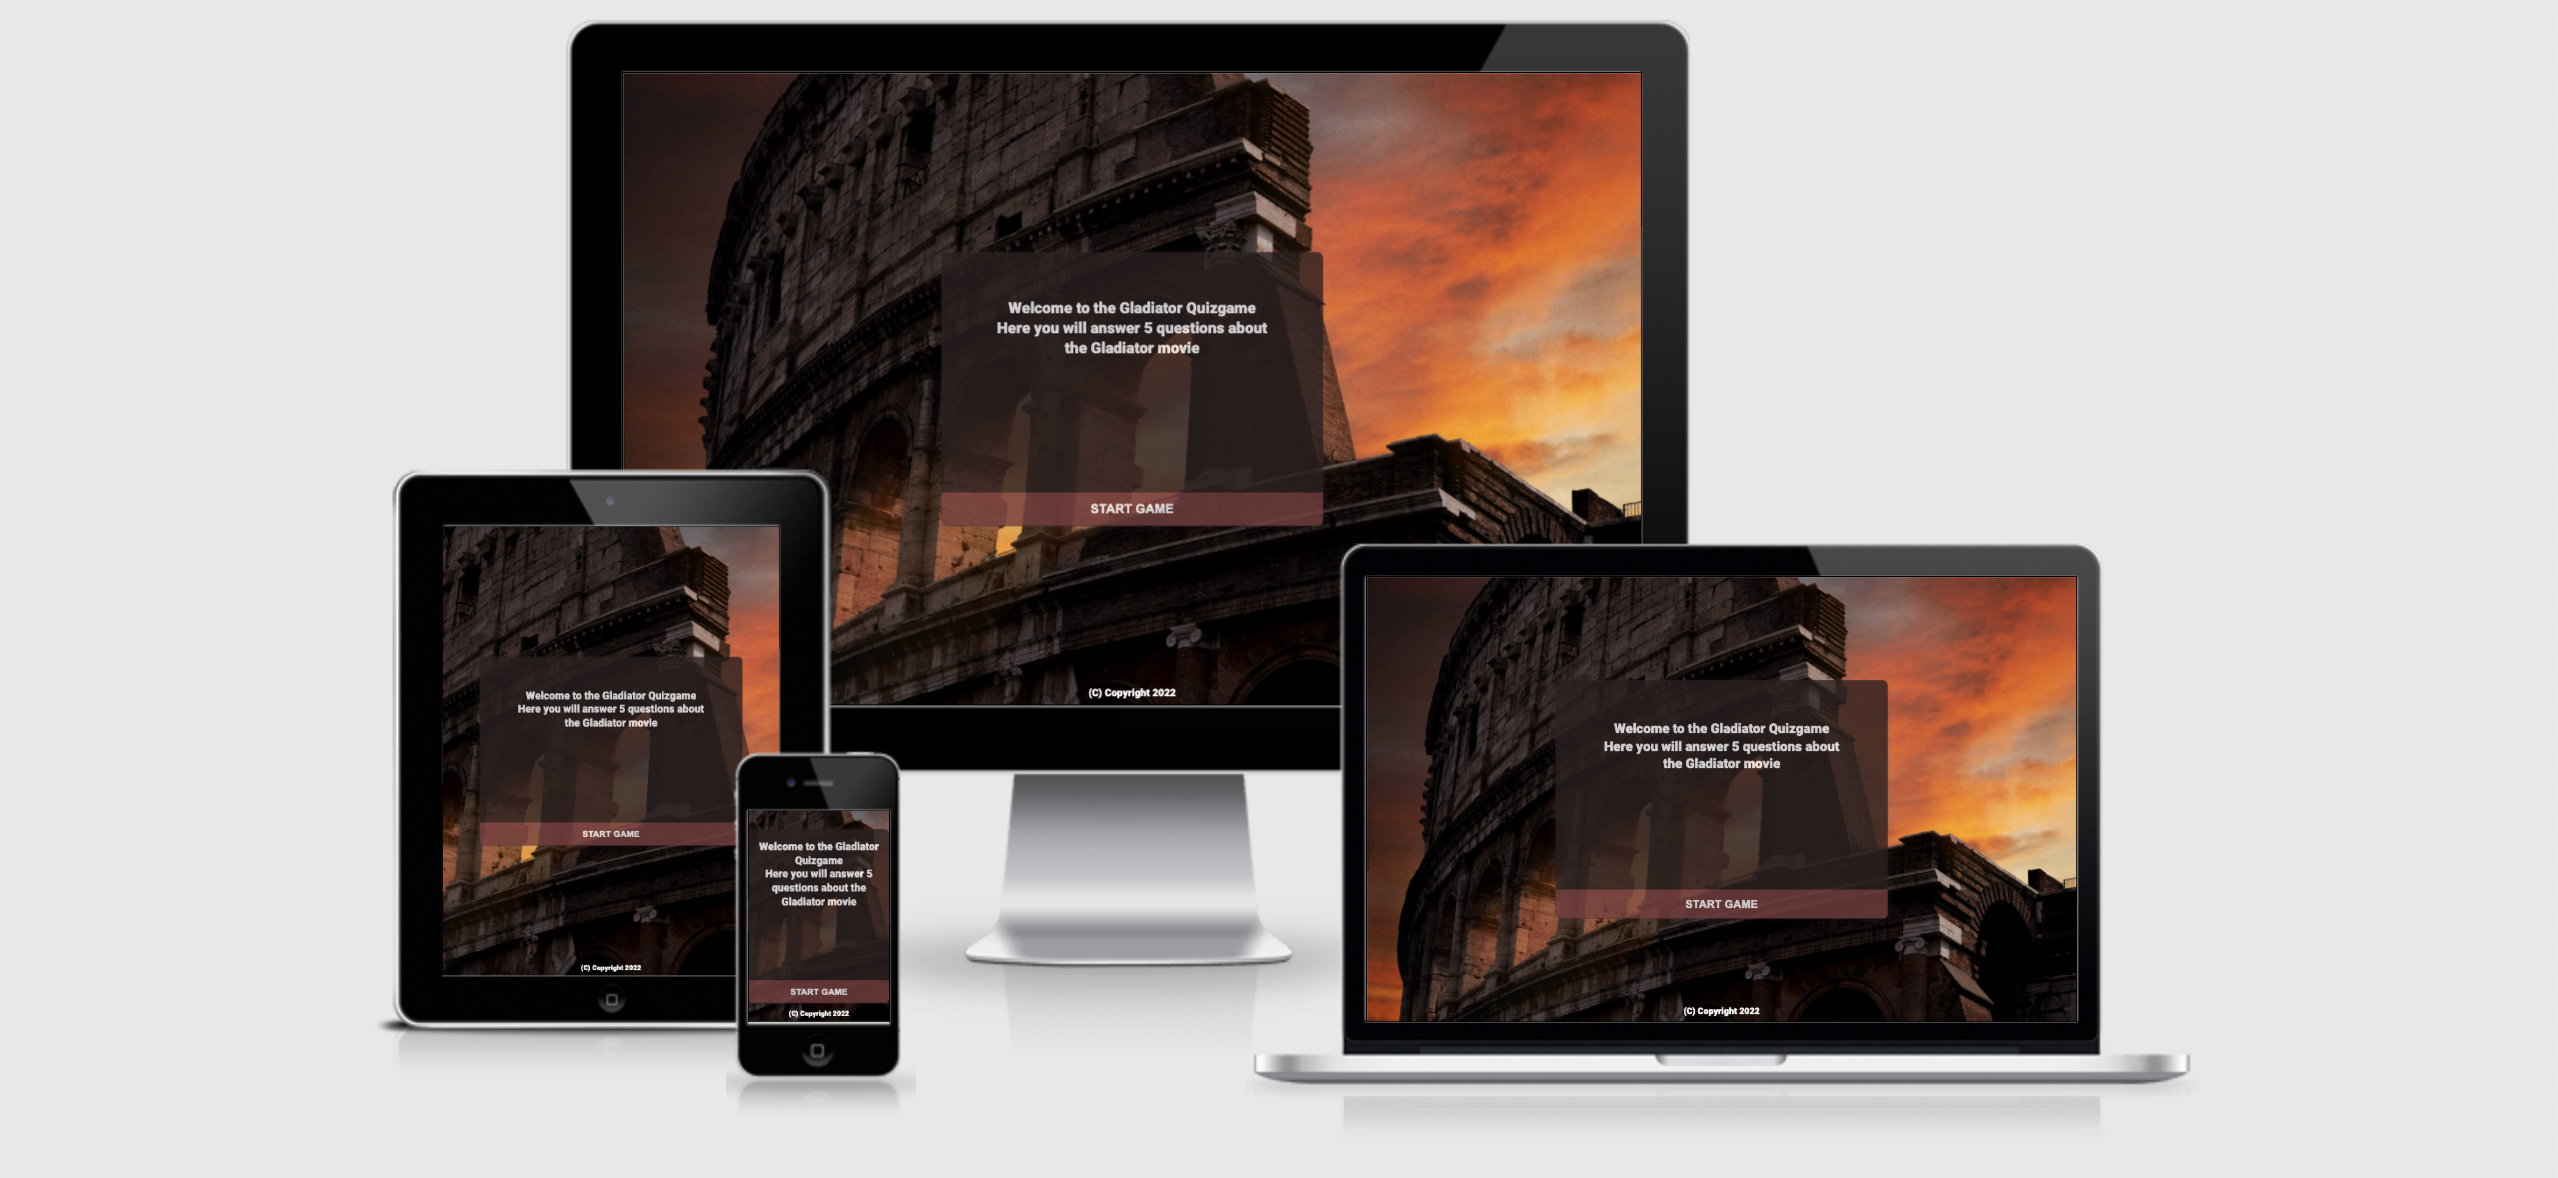 Welcome to the Gladiator Quizgame
Here you will answer 5 questions about
the Gladiator movie
START GAME
(C) Copyright 2022
Welcome to the Gladiator Quizgame
Here you will answer 5 questions about
the Gladiator movie
START GAME
(C) Copyright 2022
Welcome to the Gladiator
Quizgame
Here you will answer 5
questions about the
Gladiator movie
START GAME
(C) Copyright 2022
Welcome to the Gladiator Quizgame
Here you will answer 5 questions about
the Gladiator movie
START GAME
(C) Copyright 2022